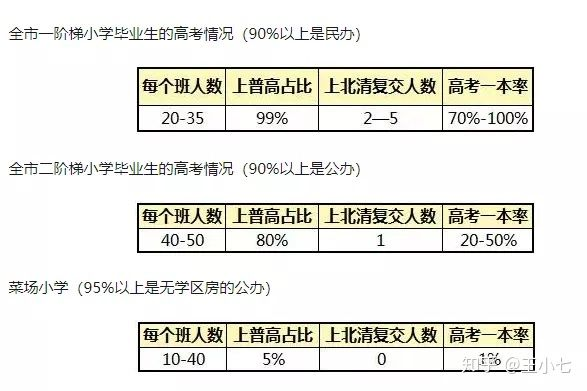 全市一阶梯小学毕业生的高考情况（90%以上是民办）
每个班人数 上普高占比 上北清复交人数 高考一本率
20-35 99% 2—5 70%-100%
全市二阶梯小学毕业生的高考情况（90%以上是公办）
每个班人数 上普高占比 上北清复交人数 高考一本率
40-50 80% 1 20-50%
菜场小学（95%以上是无学区房的公办）
每个班人数 上普高占比 上北清复交人数 高考一本率
10-40 5% 0 1%
知乎 @王小七